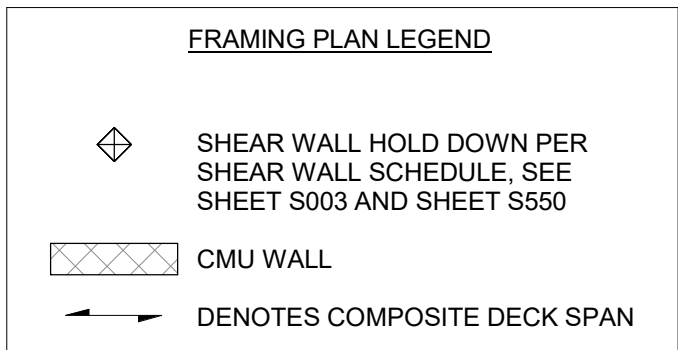 FRAMING PLAN LEGEND
SHEAR WALL HOLD DOWN PER
SHEAR WALL SCHEDULE, SEE
SHEET S003 AND SHEET S550
CMU WALL
DENOTES COMPOSITE DECK SPAN